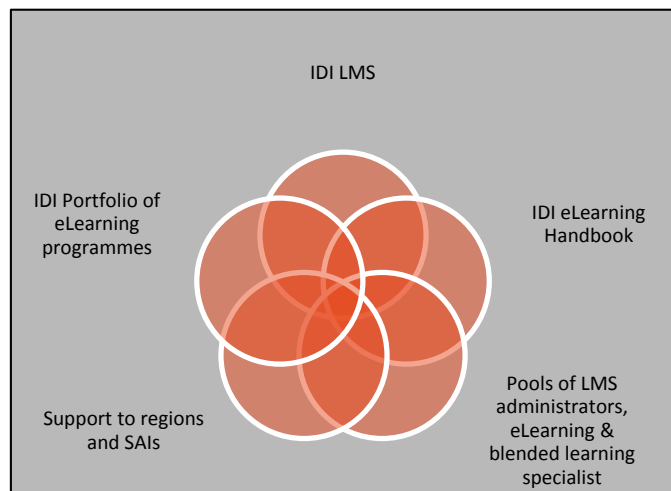 IDI LMS
IDI Portfolio of
eLearning
programmes
IDI eLearning
Handbook
Support to regions
and SAIs
Pools of LMS
administrators,
eLearning &
blended learning
specialist